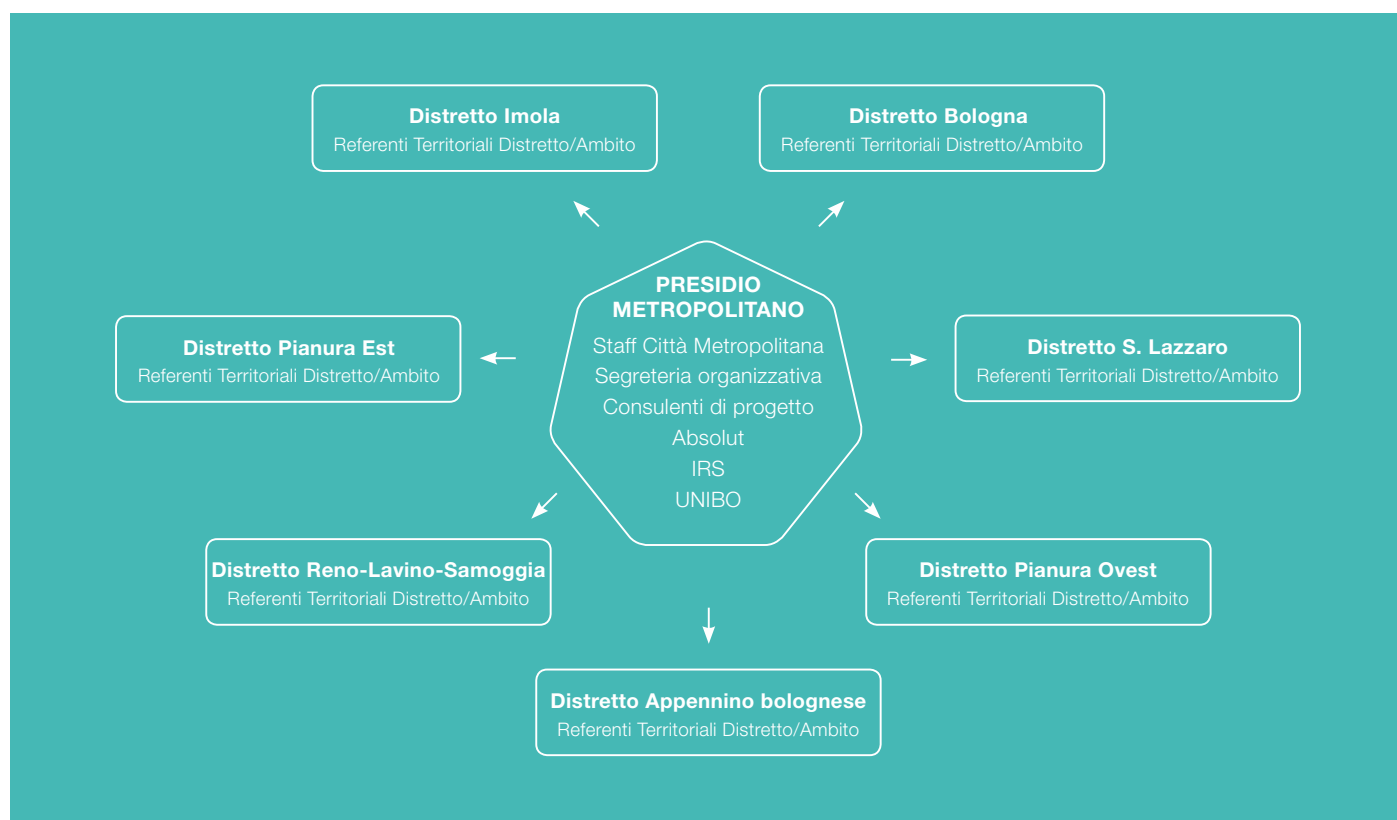 Distretto Imola
Referenti Territoriali Distretto/Ambito
Distretto Bologna
Referenti Territoriali Distretto/Ambito
PRESIDIO
METROPOLITANO
Staff Città Metropolitana
Segreteria organizzativa
Consulenti di progetto
Absolut
IRS
UNIBO
Distretto Pianura Est
Referenti Territoriali Distretto/Ambito
Distretto S. Lazzaro
Referenti Territoriali Distretto/Ambito
Distretto Reno-Lavino-Samoggia
Referenti Territoriali Distretto/Ambito
Distretto Pianura Ovest
Referenti Territoriali Distretto/Ambito
Distretto Appennino bolognese
Referenti Territoriali Distretto/Ambito